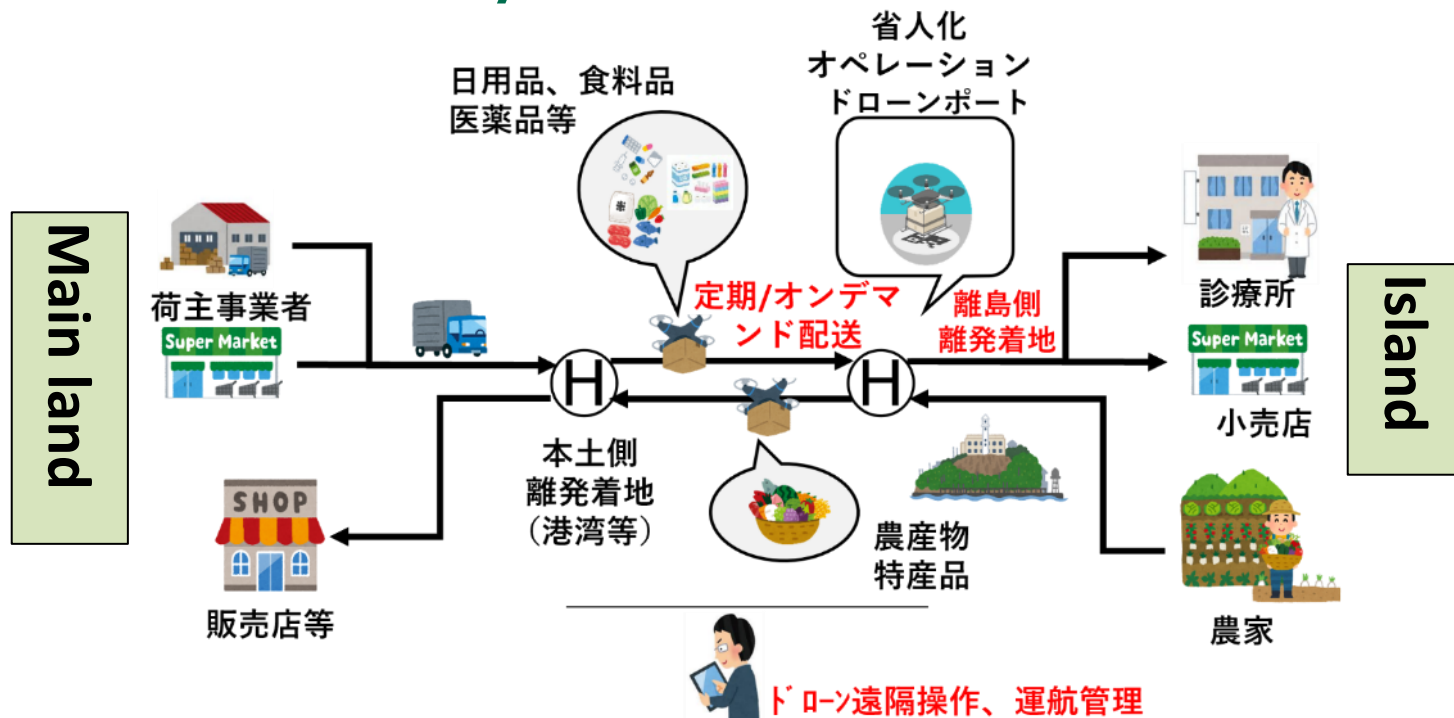 省人化
オペレーション
ドローンポート
日用品、食料品
医薬品等
Main land
荷主事業者
Super Market
定期/オンデマ
ンド配送
離島側
離発着地
診療所
Super Market
小売店
Island
H
H
本土側
離発着地
（港湾等）
SHOP
販売店等
農産物
特産品
農家
ドローン遠隔操作、運航管理